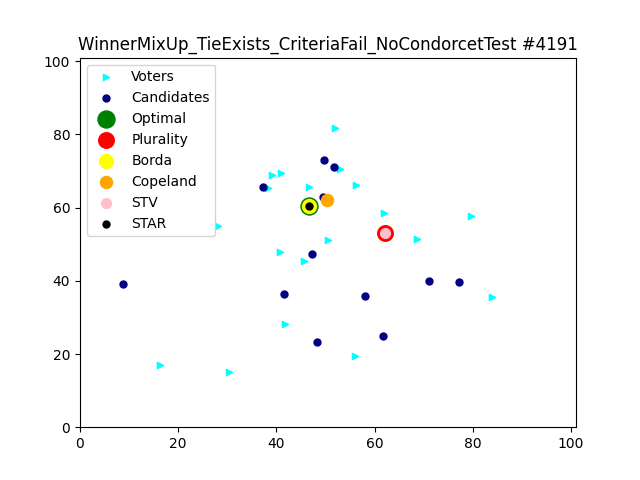 WinnerMixUp_TieExists_CriteriaFail_NoCondorcetTest #4191
100
80
60
40
20
0
Voters
Candidates
Optimal
Plurality
Borda
Copeland
STV
STAR
0 20 40 60 80 100